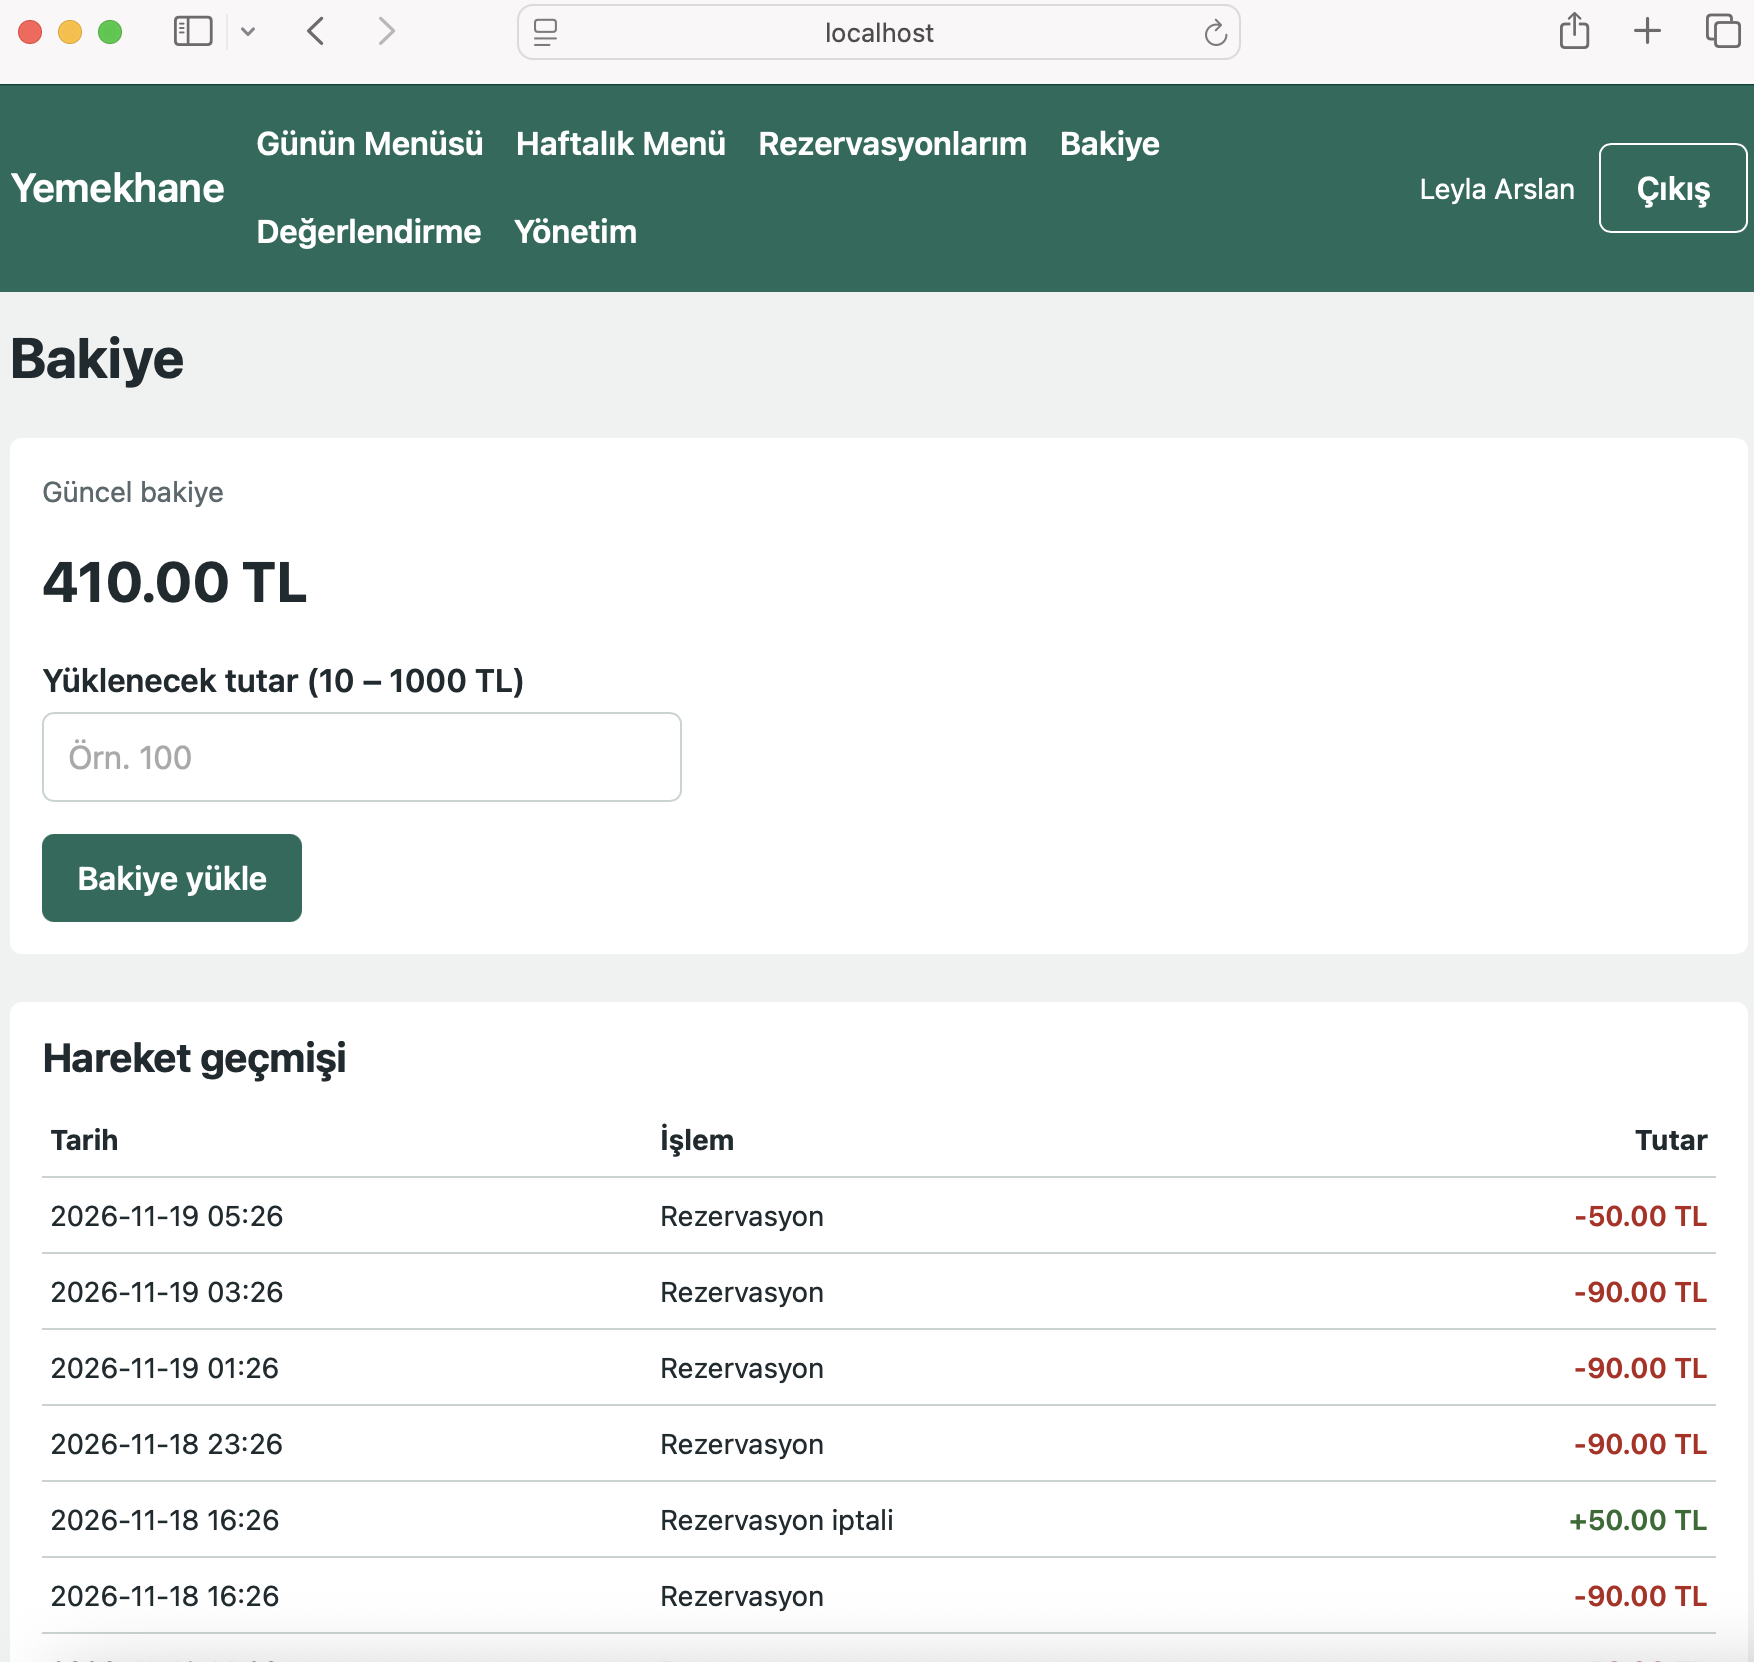 localhost
Yemekhane
Günün Menüsü Haftalık Menü Rezervasyonlarım Bakiye
Değerlendirme Yönetim
Leyla Arslan
Çıkış
Bakiye
Güncel bakiye
410.00 TL
Yüklenecek tutar (10 – 1000 TL)
Örn. 100
Bakiye yükle
Hareket geçmişi
Tarih İşlem Tutar
2026-11-19 05:26 Rezervasyon -50.00 TL
2026-11-19 03:26 Rezervasyon -90.00 TL
2026-11-19 01:26 Rezervasyon -90.00 TL
2026-11-18 23:26 Rezervasyon -90.00 TL
2026-11-18 16:26 Rezervasyon iptali +50.00 TL
2026-11-18 16:26 Rezervasyon -90.00 TL